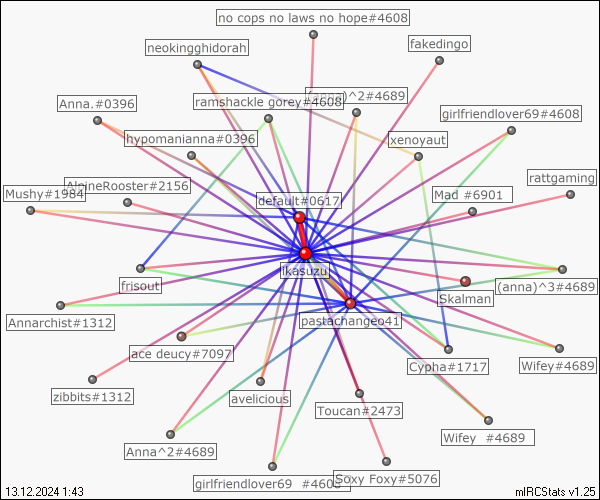 no cops no laws no hope#4608
neokingghidorah
fakedingo
ramshackle gorey#4608
)^2#4689
Anna.#0396
girlfriendlover69#4608
hypomanianna#0396
xenoyaut
rattgaming
AlpineRooster#2156
Mushy#1984
Mad #6901
default#0617
ikasuzu
frisout
(anna)^3#4689
Skalman
Annarchist#1312
pastachangeo41
ace deucy#7097
Cypha#1717
Wifey#4689
zibbits#1312
avelicious
Toucan#2473
Wifey #4689
Anna^2#4689
girlfriendlover69 #4608
Soxy Foxy#5076
13.12.2024 1:43
mIRCStats v1.25